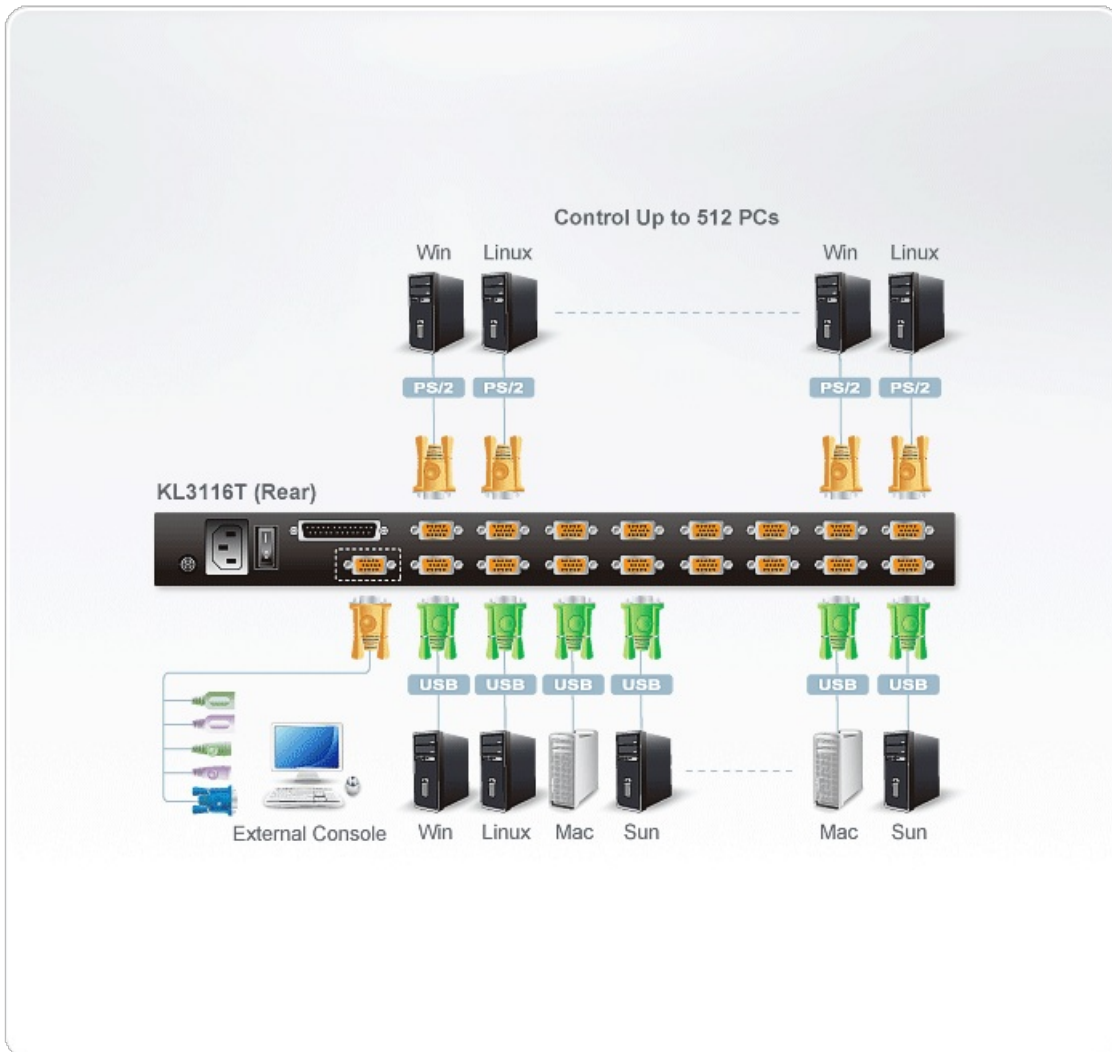 Control Up to 512 PCs
Win Linux Win Linux
PS/2 PS/2 PS/2 PS/2
KL3116T (Rear)
USB USB USB USB USB USB
External Console Win Linux Mac Sun Mac Sun